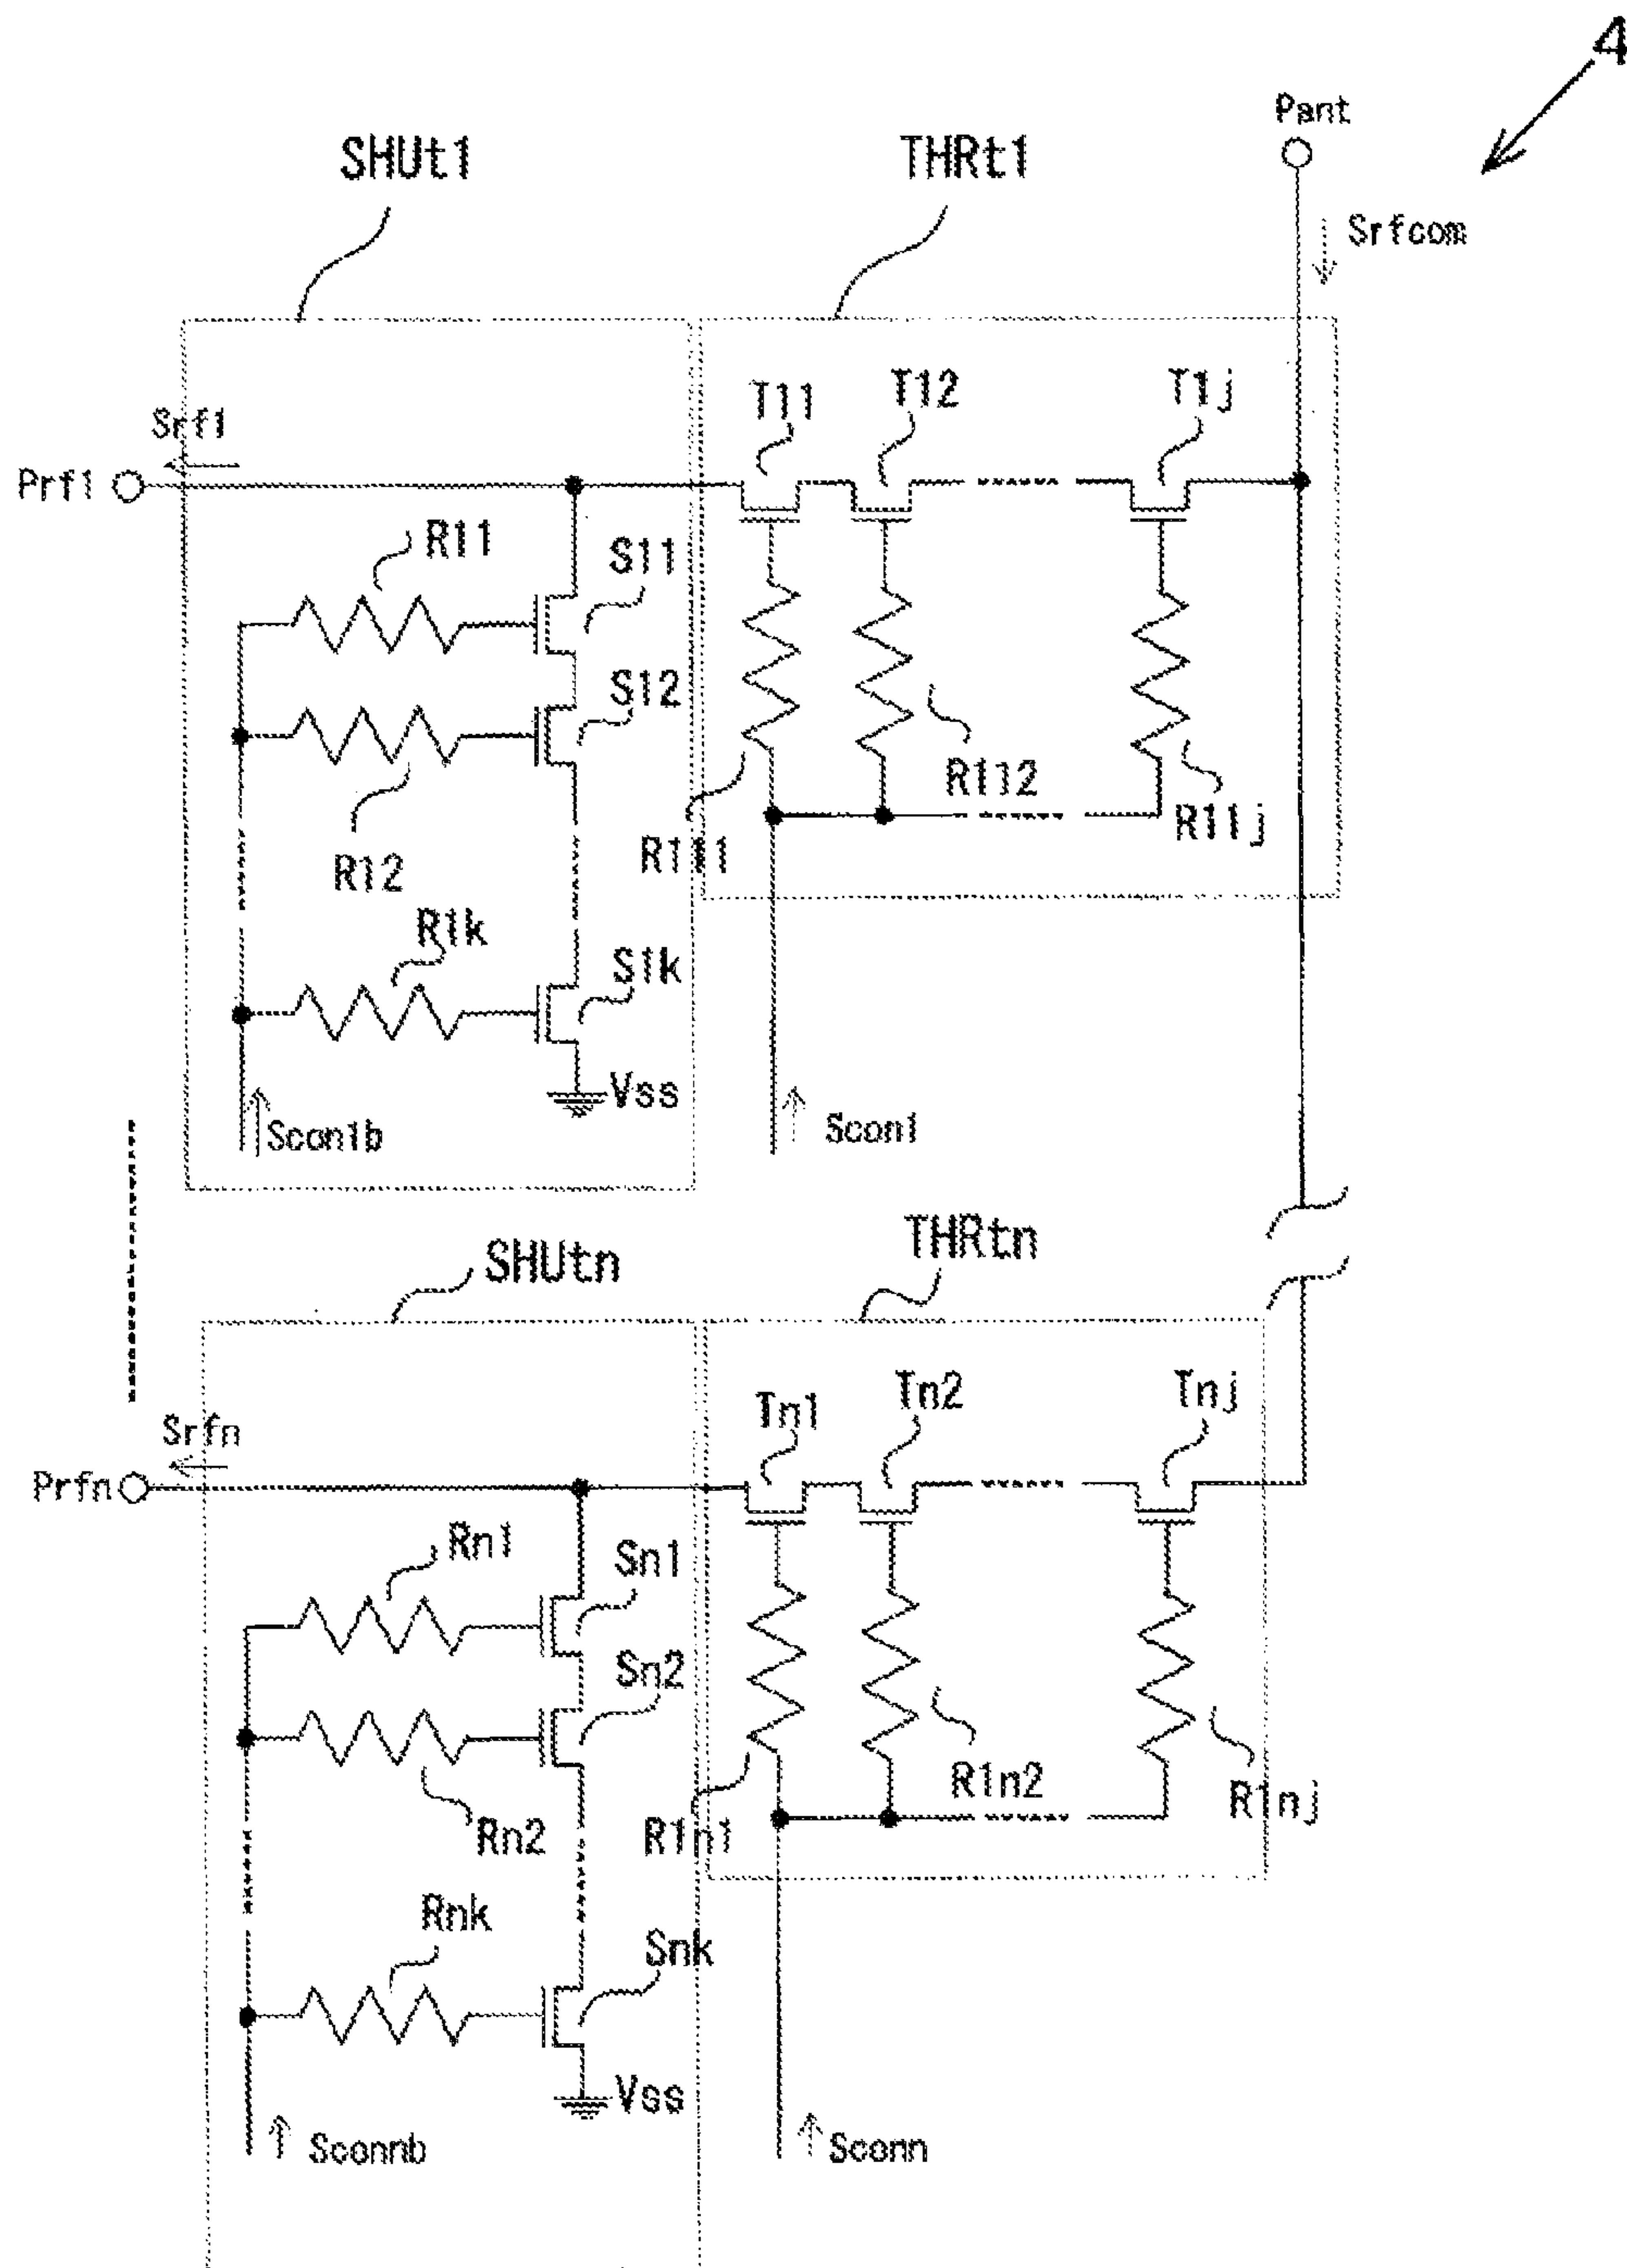 4
Pant
SHUt1
THRt1
Srfcom
T11
T12
T1j
Srf1
Prf1
R11
S11
S12
R112
R111
R11j
R12
R1k
S1k
Vss
Scon1b
Scon1
SHUtn
THRtn
Tn1
Tn2
Tnj
Srfn
Prfn
Rn1
Sn1
Sn2
R1n2
R1nj
Rn2
R1n1
Rnk
Snk
Vss
Sconnb
Sconn